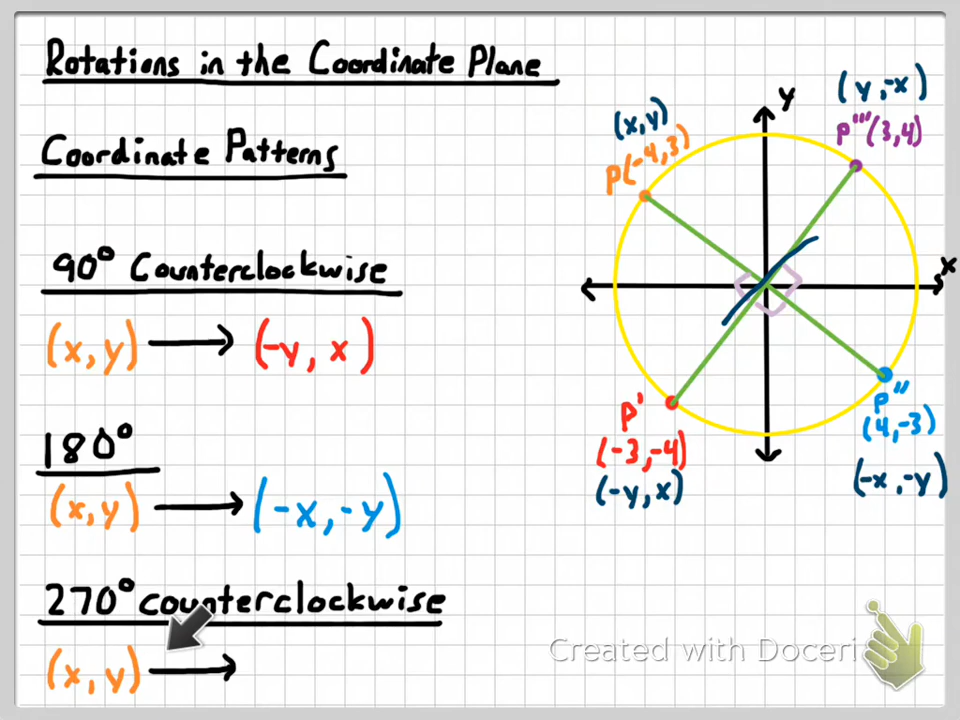 Rotations in the Coordinate Plane
Coordinate Patterns
90° Counterclockwise
(x, y) → (-y, x)
180°
(x, y) → (-x, -y)
270° counterclockwise
(x, y) →
y
(y, -x)
P'''(3,4)
(x,y)
P(-4,3)
x
P'
(-3,-4)
(-y, x)
P''
(4,-3)
(-x, -y)
Created with Doceri